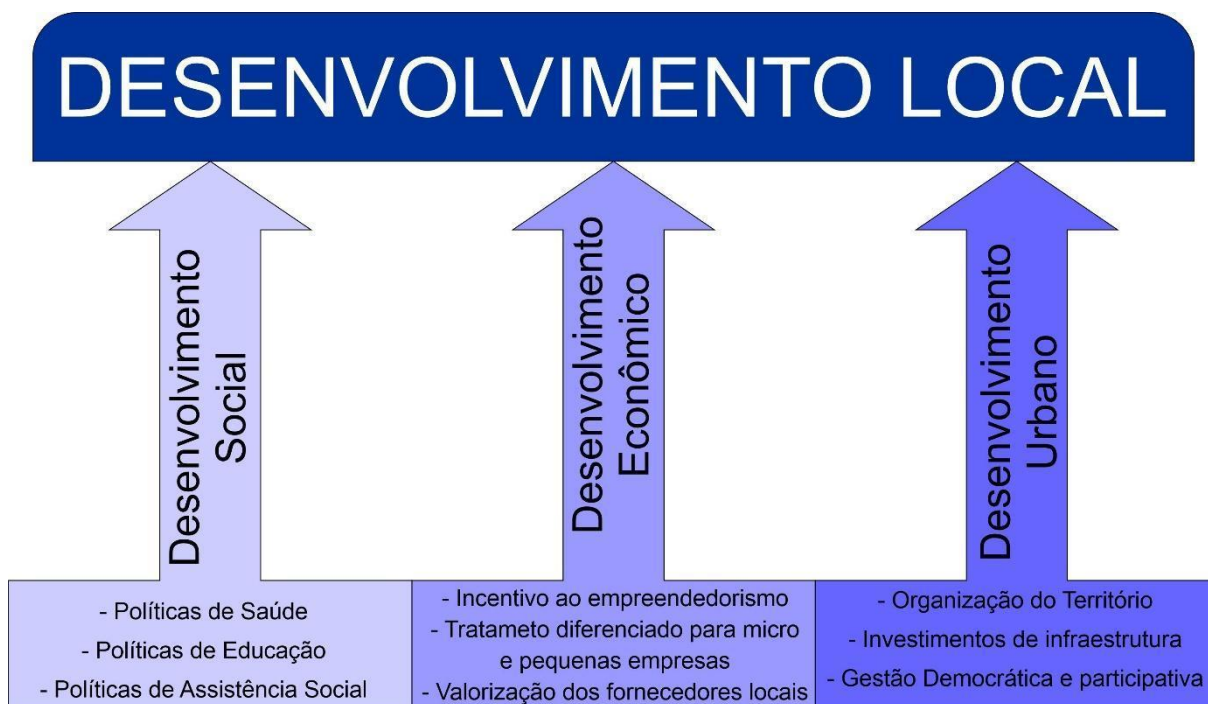 DESENVOLVIMENTO LOCAL
Desenvolvimento
Social
Desenvolvimento
Econômico
Desenvolvimento
Urbano
- Políticas de Saúde
- Políticas de Educação
- Políticas de Assistência Social
- Incentivo ao empreendedorismo
- Tratameto diferenciado para micro
e pequenas empresas
- Valorização dos fornecedores locais
- Organização do Território
- Investimentos de infraestrutura
- Gestão Democrática e participativa